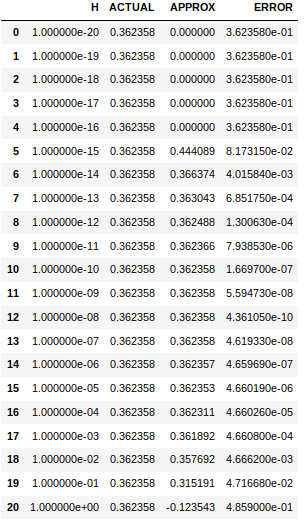 H ACTUAL APPROX ERROR
0 1.000000e-20 0.362358 0.000000 3.623580e-01
1 1.000000e-19 0.362358 0.000000 3.623580e-01
2 1.000000e-18 0.362358 0.000000 3.623580e-01
3 1.000000e-17 0.362358 0.000000 3.623580e-01
4 1.000000e-16 0.362358 0.000000 3.623580e-01
5 1.000000e-15 0.362358 0.444089 8.173150e-02
6 1.000000e-14 0.362358 0.366374 4.015840e-03
7 1.000000e-13 0.362358 0.363043 6.851750e-04
8 1.000000e-12 0.362358 0.362488 1.300630e-04
9 1.000000e-11 0.362358 0.362366 7.938530e-06
10 1.000000e-10 0.362358 0.362358 1.669700e-07
11 1.000000e-09 0.362358 0.362358 5.594730e-08
12 1.000000e-08 0.362358 0.362358 4.361050e-10
13 1.000000e-07 0.362358 0.362358 4.619330e-08
14 1.000000e-06 0.362358 0.362357 4.659690e-07
15 1.000000e-05 0.362358 0.362353 4.660190e-06
16 1.000000e-04 0.362358 0.362311 4.660260e-05
17 1.000000e-03 0.362358 0.361892 4.660800e-04
18 1.000000e-02 0.362358 0.357692 4.666200e-03
19 1.000000e-01 0.362358 0.315191 4.716680e-02
20 1.000000e+00 0.362358 -0.123543 4.859000e-01